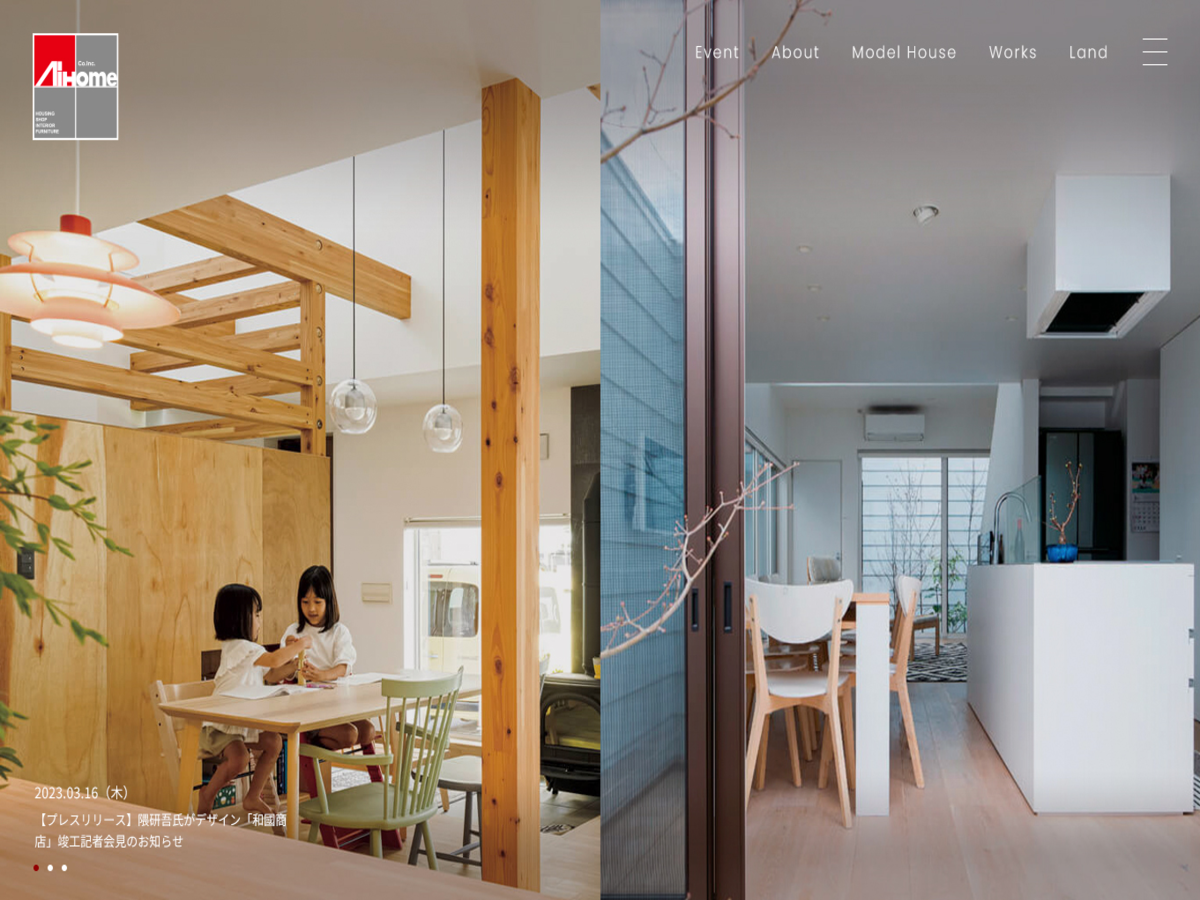 Co.inc.
AiHome
HOUSING
SHOP
INTERIOR
FURNITURE
Event
About
Model House
Works
Land
2023.03.16（木）
【プレスリリース】隈研吾氏がデザイン「和國商
店」竣工記者会見のお知らせ